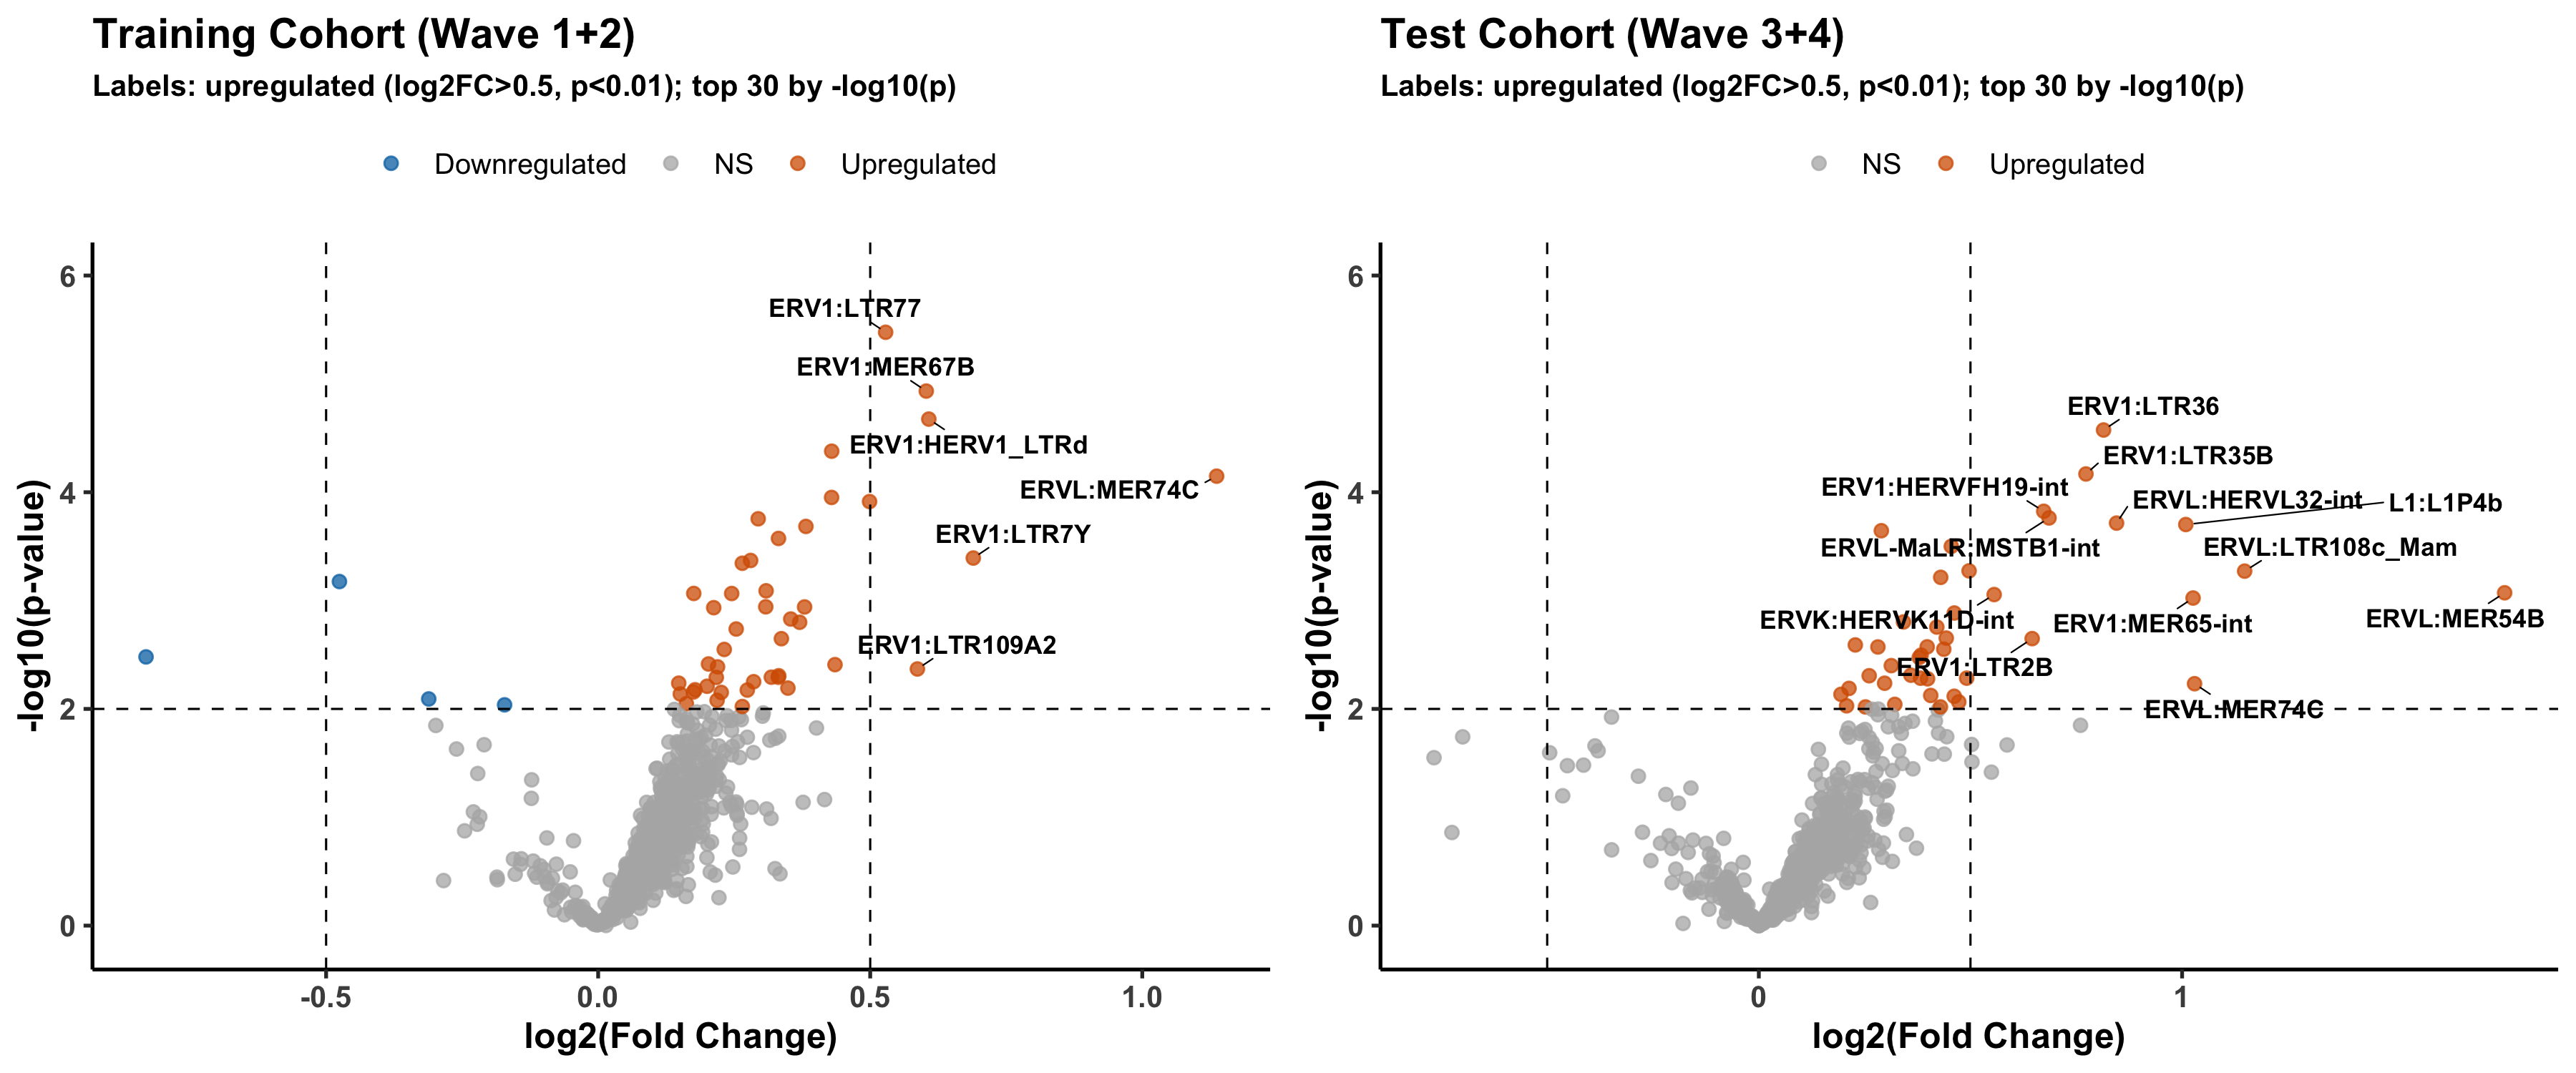 Training Cohort (Wave 1+2)
Labels: upregulated (log2FC>0.5, p<0.01); top 30 by -log10(p)
Downregulated NS Upregulated
6
4
2
0
-log10(p-value)
ERV1:LTR77
ERV1:MER67B
ERV1:HERV1_LTRd
ERVL:MER74C
ERV1:LTR7Y
ERV1:LTR109A2
-0.5 0.0 0.5 1.0
log2(Fold Change)
Test Cohort (Wave 3+4)
Labels: upregulated (log2FC>0.5, p<0.01); top 30 by -log10(p)
NS Upregulated
6
4
2
0
-log10(p-value)
ERV1:LTR36
ERV1:LTR35B
ERV1:HERVFH19-int
ERVL:HERVL32-int
L1:L1P4b
ERVL-MaLR:MSTB1-int
ERVL:LTR108c_Mam
ERVK:HERVK11D-int
ERV1:MER65-int
ERVL:MER54B
ERV1:LTR2B
ERVL:MER74C
0 1
log2(Fold Change)